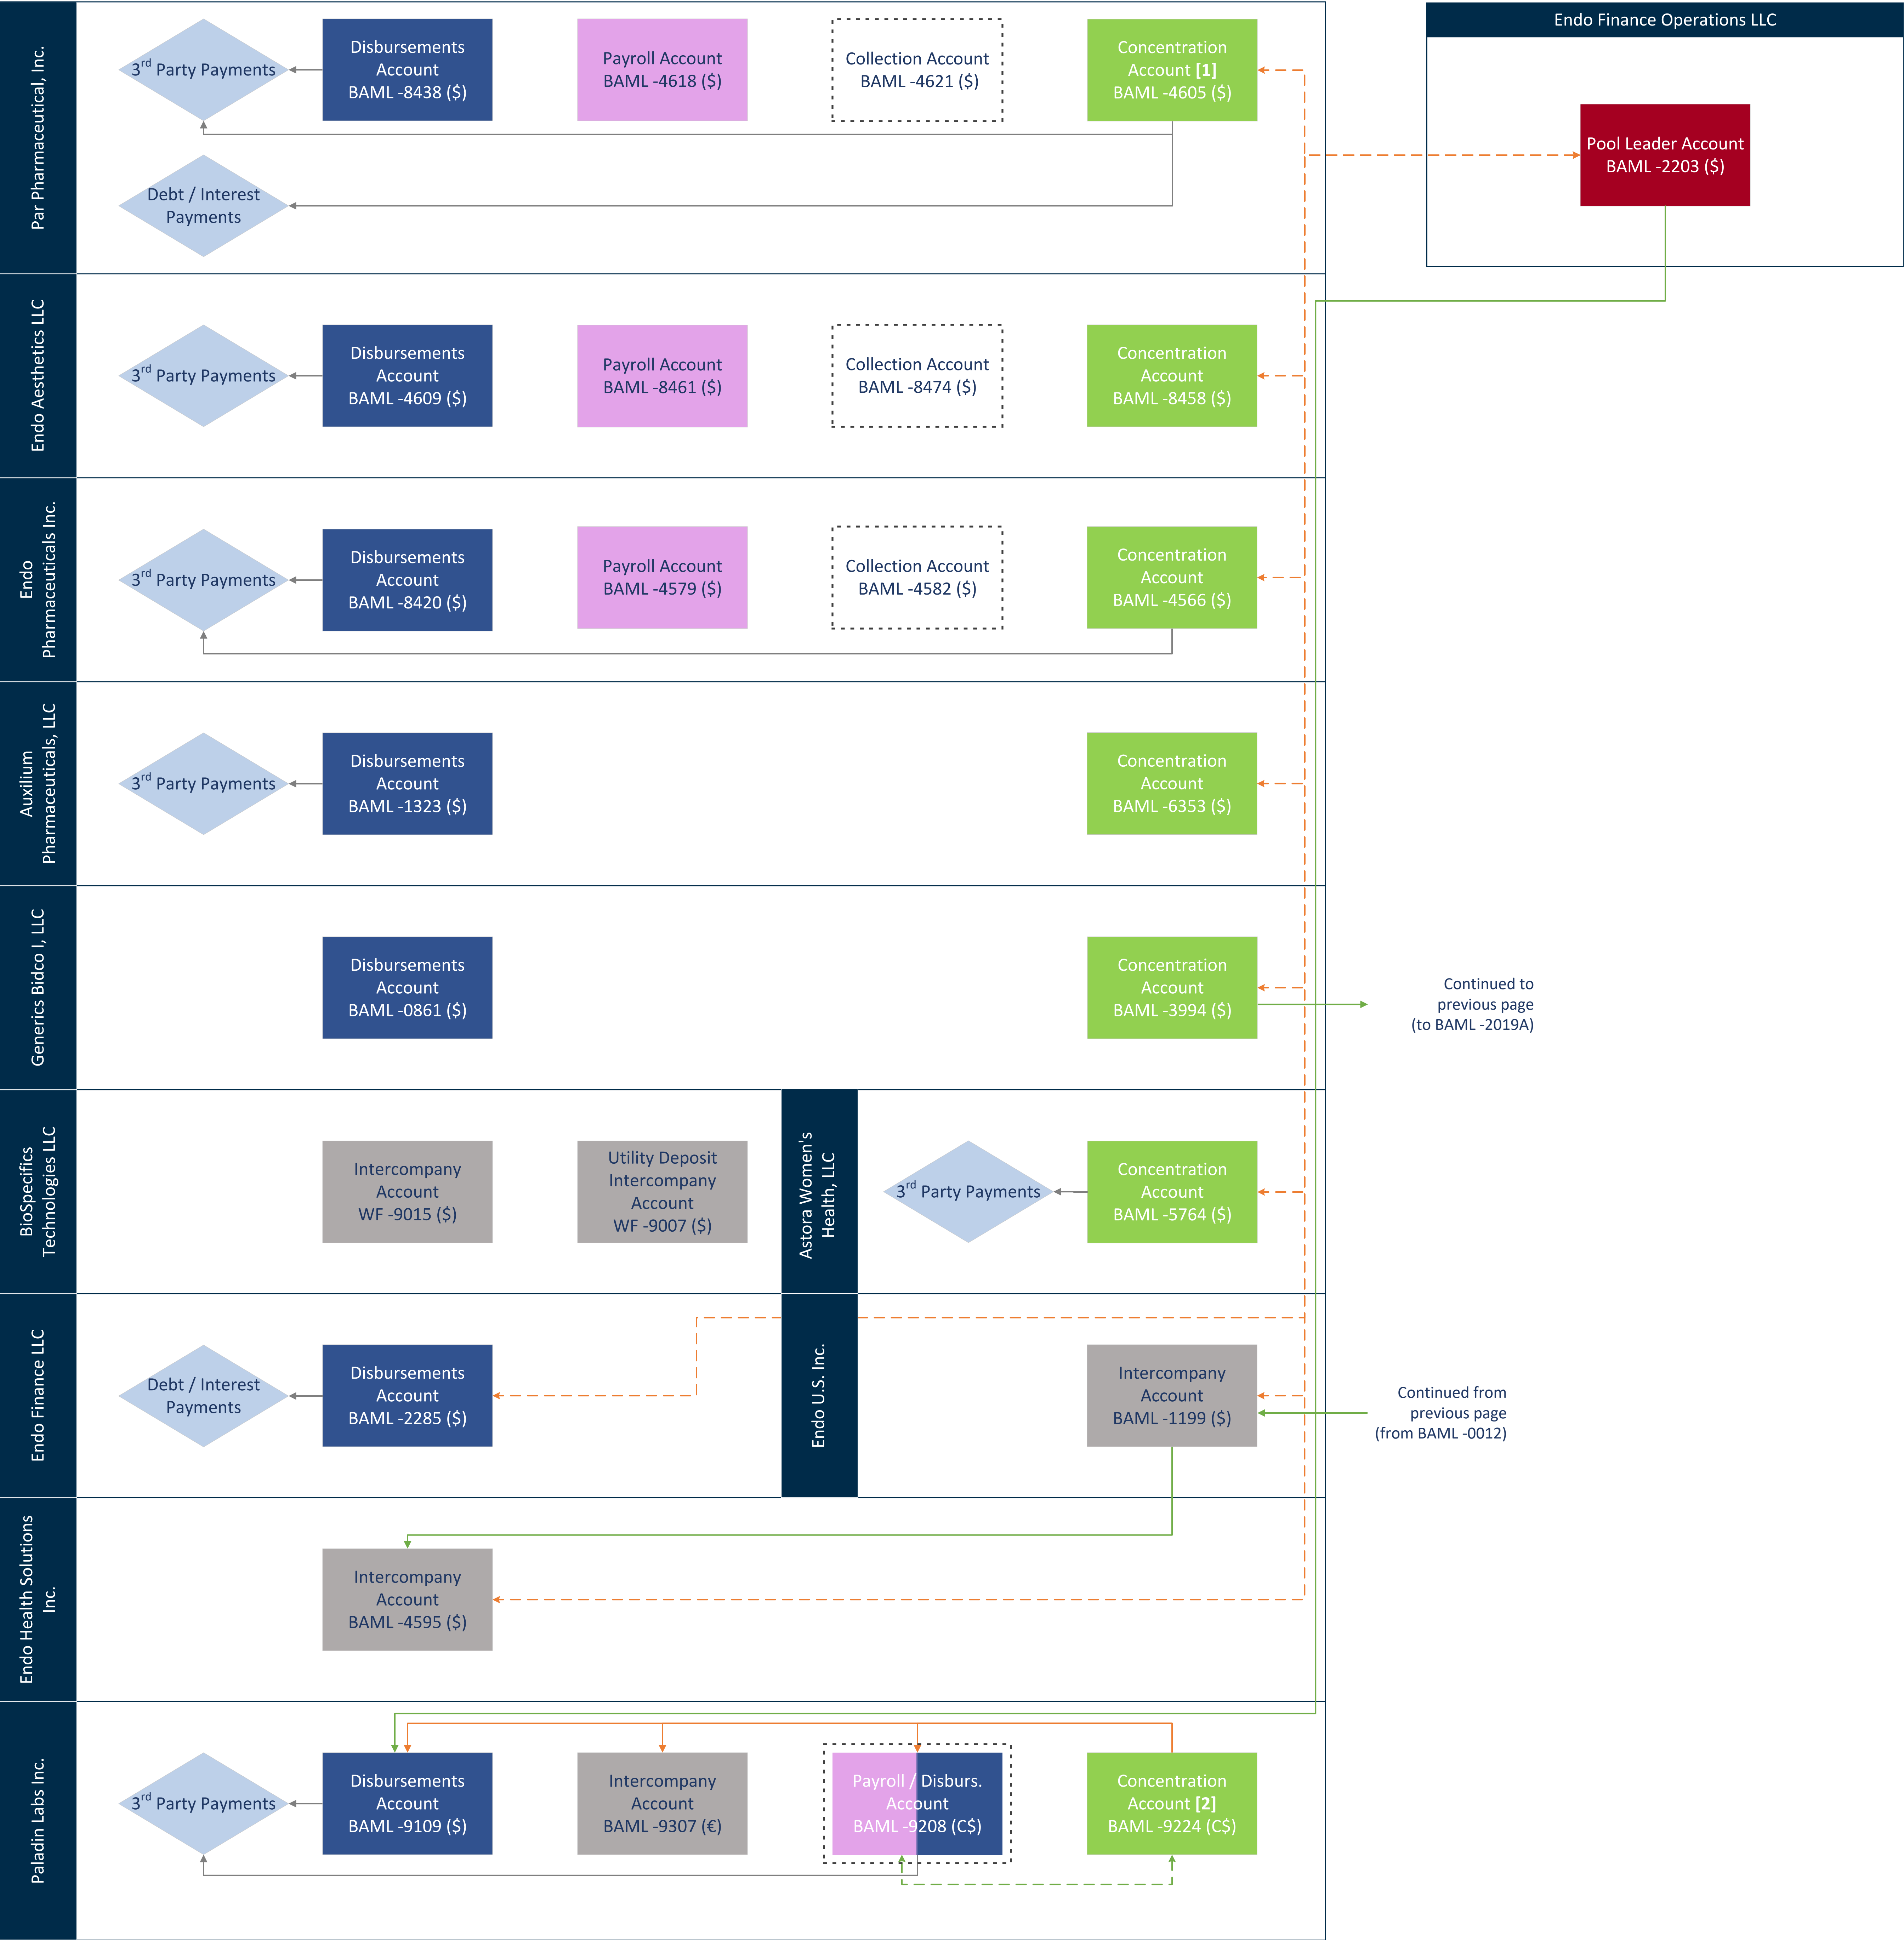 Par Pharmaceutical, Inc.
3rd Party Payments
Disbursements
Account
BAML -8438 ($)
Payroll Account
BAML -4618 ($)
Collection Account
BAML -4621 ($)
Concentration
Account [1]
BAML -4605 ($)
Debt / Interest
Payments
Endo Finance Operations LLC
Pool Leader Account
BAML -2203 ($)
Endo Aesthetics LLC
3rd Party Payments
Disbursements
Account
BAML -4609 ($)
Payroll Account
BAML -8461 ($)
Collection Account
BAML -8474 ($)
Concentration
Account
BAML -8458 ($)
Endo
Pharmaceuticals Inc.
3rd Party Payments
Disbursements
Account
BAML -8420 ($)
Payroll Account
BAML -4579 ($)
Collection Account
BAML -4582 ($)
Concentration
Account
BAML -4566 ($)
Auxilium
Pharmaceuticals, LLC
3rd Party Payments
Disbursements
Account
BAML -1323 ($)
Concentration
Account
BAML -6353 ($)
Generics Bidco I, LLC
Disbursements
Account
BAML -0861 ($)
Concentration
Account
BAML -3994 ($)
Continued to
previous page
(to BAML -2019A)
BioSpecifics
Technologies LLC
Intercompany
Account
WF -9015 ($)
Utility Deposit
Intercompany
Account
WF -9007 ($)
Astora Women's
Health, LLC
3rd Party Payments
Concentration
Account
BAML -5764 ($)
Endo Finance LLC
Debt / Interest
Payments
Disbursements
Account
BAML -2285 ($)
Endo U.S. Inc.
Intercompany
Account
BAML -1199 ($)
Continued from
previous page
(from BAML -0012)
Endo Health Solutions
Inc.
Intercompany
Account
BAML -4595 ($)
Paladin Labs Inc.
3rd Party Payments
Disbursements
Account
BAML -9109 ($)
Intercompany
Account
BAML -9307 (€)
Payroll / Disburs.
Account
BAML -9208 (C$)
Concentration
Account [2]
BAML -9224 (C$)